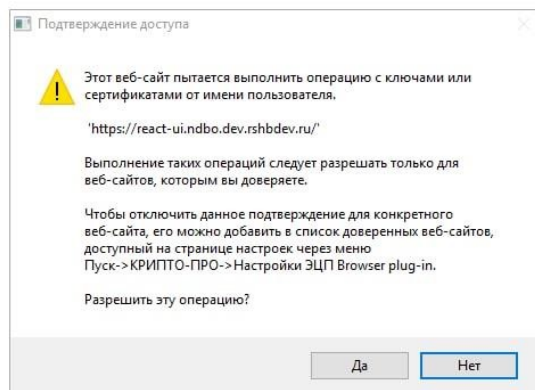 Подтверждение доступа
Этот веб-сайт пытается выполнить операцию с ключами или
сертификатами от имени пользователя.
'https://react-ui.ndbo.dev.rshbdev.ru/'
Выполнение таких операций следует разрешать только для
веб-сайтов, которым вы доверяете.
Чтобы отключить данное подтверждение для конкретного
веб-сайта, его можно добавить в список доверенных веб-сайтов,
доступный на странице настроек через меню
Пуск->КРИПТО-ПРО->Настройки ЭЦП Browser plug-in.
Разрешить эту операцию?
Да
Нет